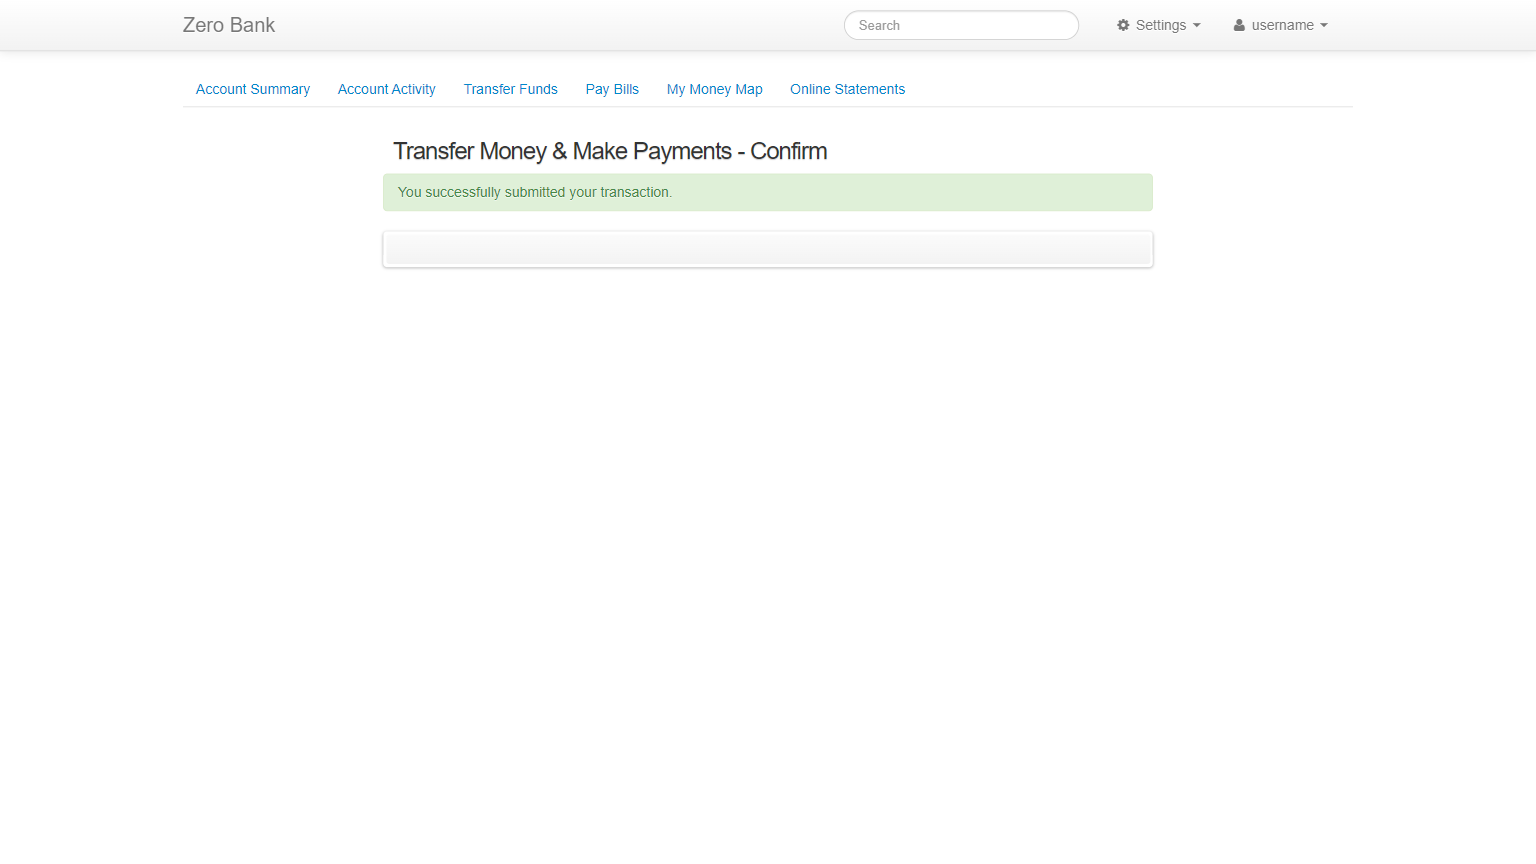 Zero Bank
Search
Settings
username
Account Summary
Account Activity
Transfer Funds
Pay Bills
My Money Map
Online Statements
Transfer Money & Make Payments - Confirm
You successfully submitted your transaction.